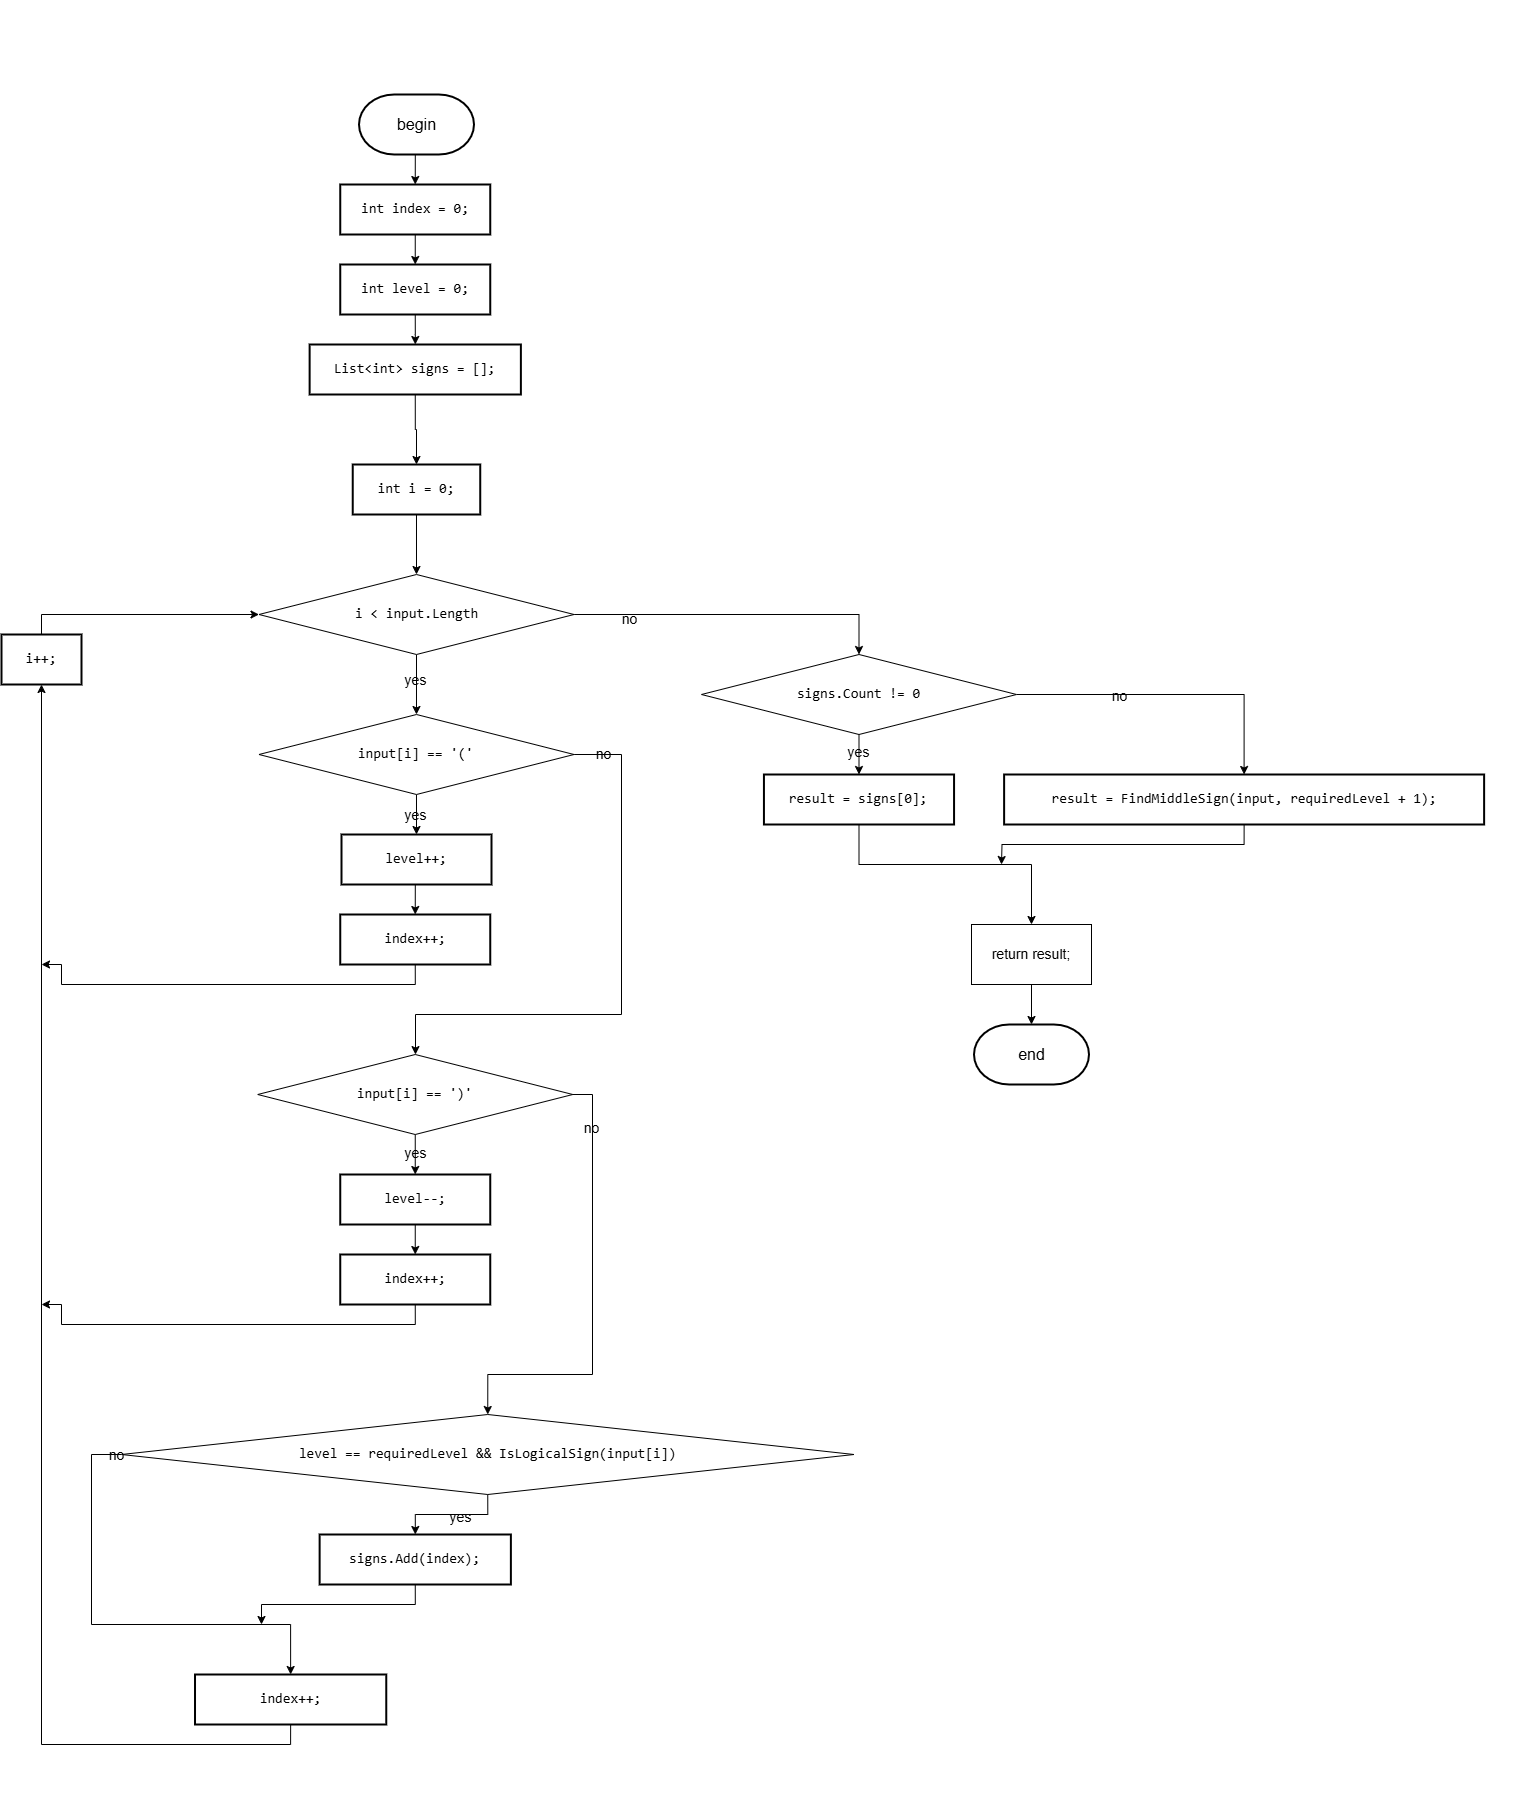 begin
int index = 0;
int level = 0;
List<int> signs = [];
int i = 0;
i < input.Length
no
i++;
yes
signs.Count != 0
no
input[i] == '('
no
yes
result = signs[0];
result = FindMiddleSign(input, requiredLevel + 1);
yes
level++;
index++;
return result;
end
input[i] == ')'
no
yes
level--;
index++;
level == requiredLevel && IsLogicalSign(input[i])
no
yes
signs.Add(index);
index++;